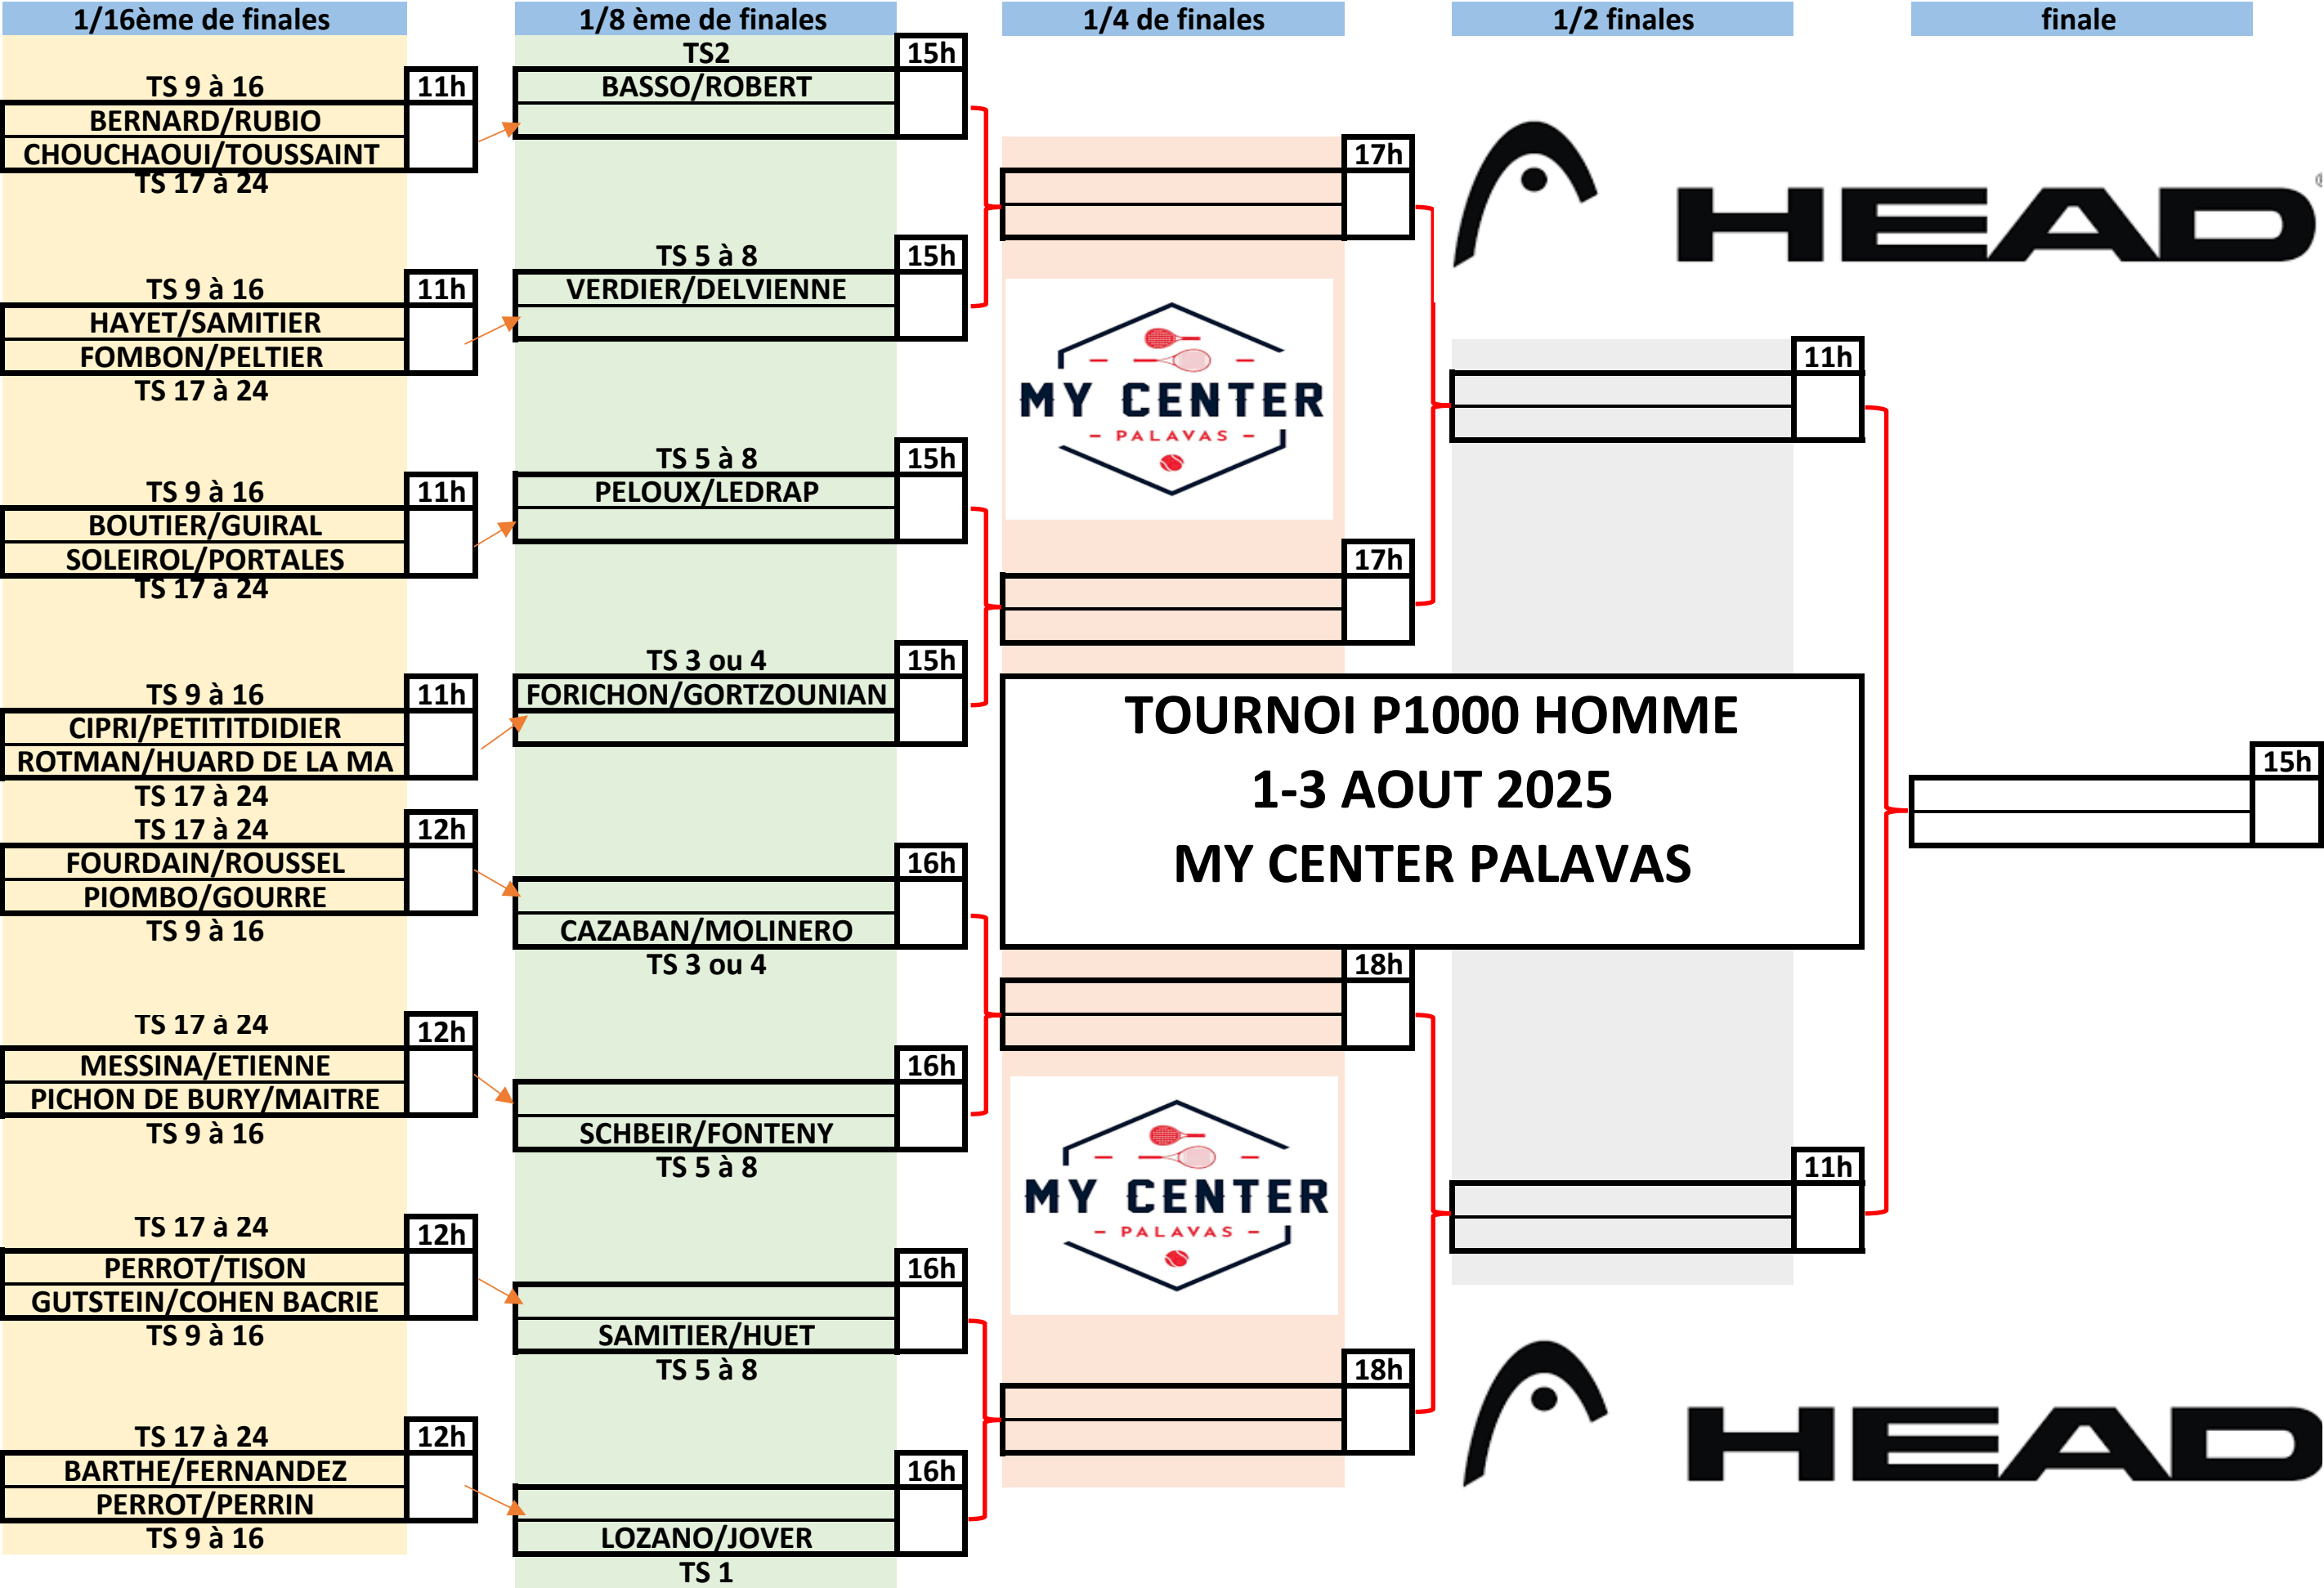 1/16ème de finales
1/8 ème de finales
1/4 de finales
1/2 finales
finale
TS 9 à 16
11h
BERNARD/RUBIO
CHOUCHAOUI/TOUSSAINT
TS 17 à 24
TS 9 à 16
11h
HAYET/SAMITIER
FOMBON/PELTIER
TS 17 à 24
TS 9 à 16
11h
BOUTIER/GUIRAL
SOLEIROL/PORTALES
TS 17 à 24
TS 9 à 16
11h
CIPRI/PETITITDIDIER
ROTMAN/HUARD DE LA MA
TS 17 à 24
TS 17 à 24
12h
FOURDAIN/ROUSSEL
PIOMBO/GOURRE
TS 9 à 16
TS 17 à 24
12h
MESSINA/ETIENNE
PICHON DE BURY/MAITRE
TS 9 à 16
TS 17 à 24
12h
PERROT/TISON
GUTSTEIN/COHEN BACRIE
TS 9 à 16
TS 17 à 24
12h
BARTHE/FERNANDEZ
PERROT/PERRIN
TS 9 à 16
TS2
15h
BASSO/ROBERT
TS 5 à 8
15h
VERDIER/DELVIENNE
TS 5 à 8
15h
PELOUX/LEDRAP
TS 3 ou 4
15h
FORICHON/GORTZOUNIAN
16h
CAZABAN/MOLINERO
TS 3 ou 4
16h
SCHBEIR/FONTENY
TS 5 à 8
16h
SAMITIER/HUET
TS 5 à 8
16h
LOZANO/JOVER
TS 1
17h
MY CENTER
- PALAVAS -
17h
TOURNOI P1000 HOMME
1-3 AOUT 2025
MY CENTER PALAVAS
18h
MY CENTER
- PALAVAS -
18h
HEAD®
11h
11h
HEAD
15h